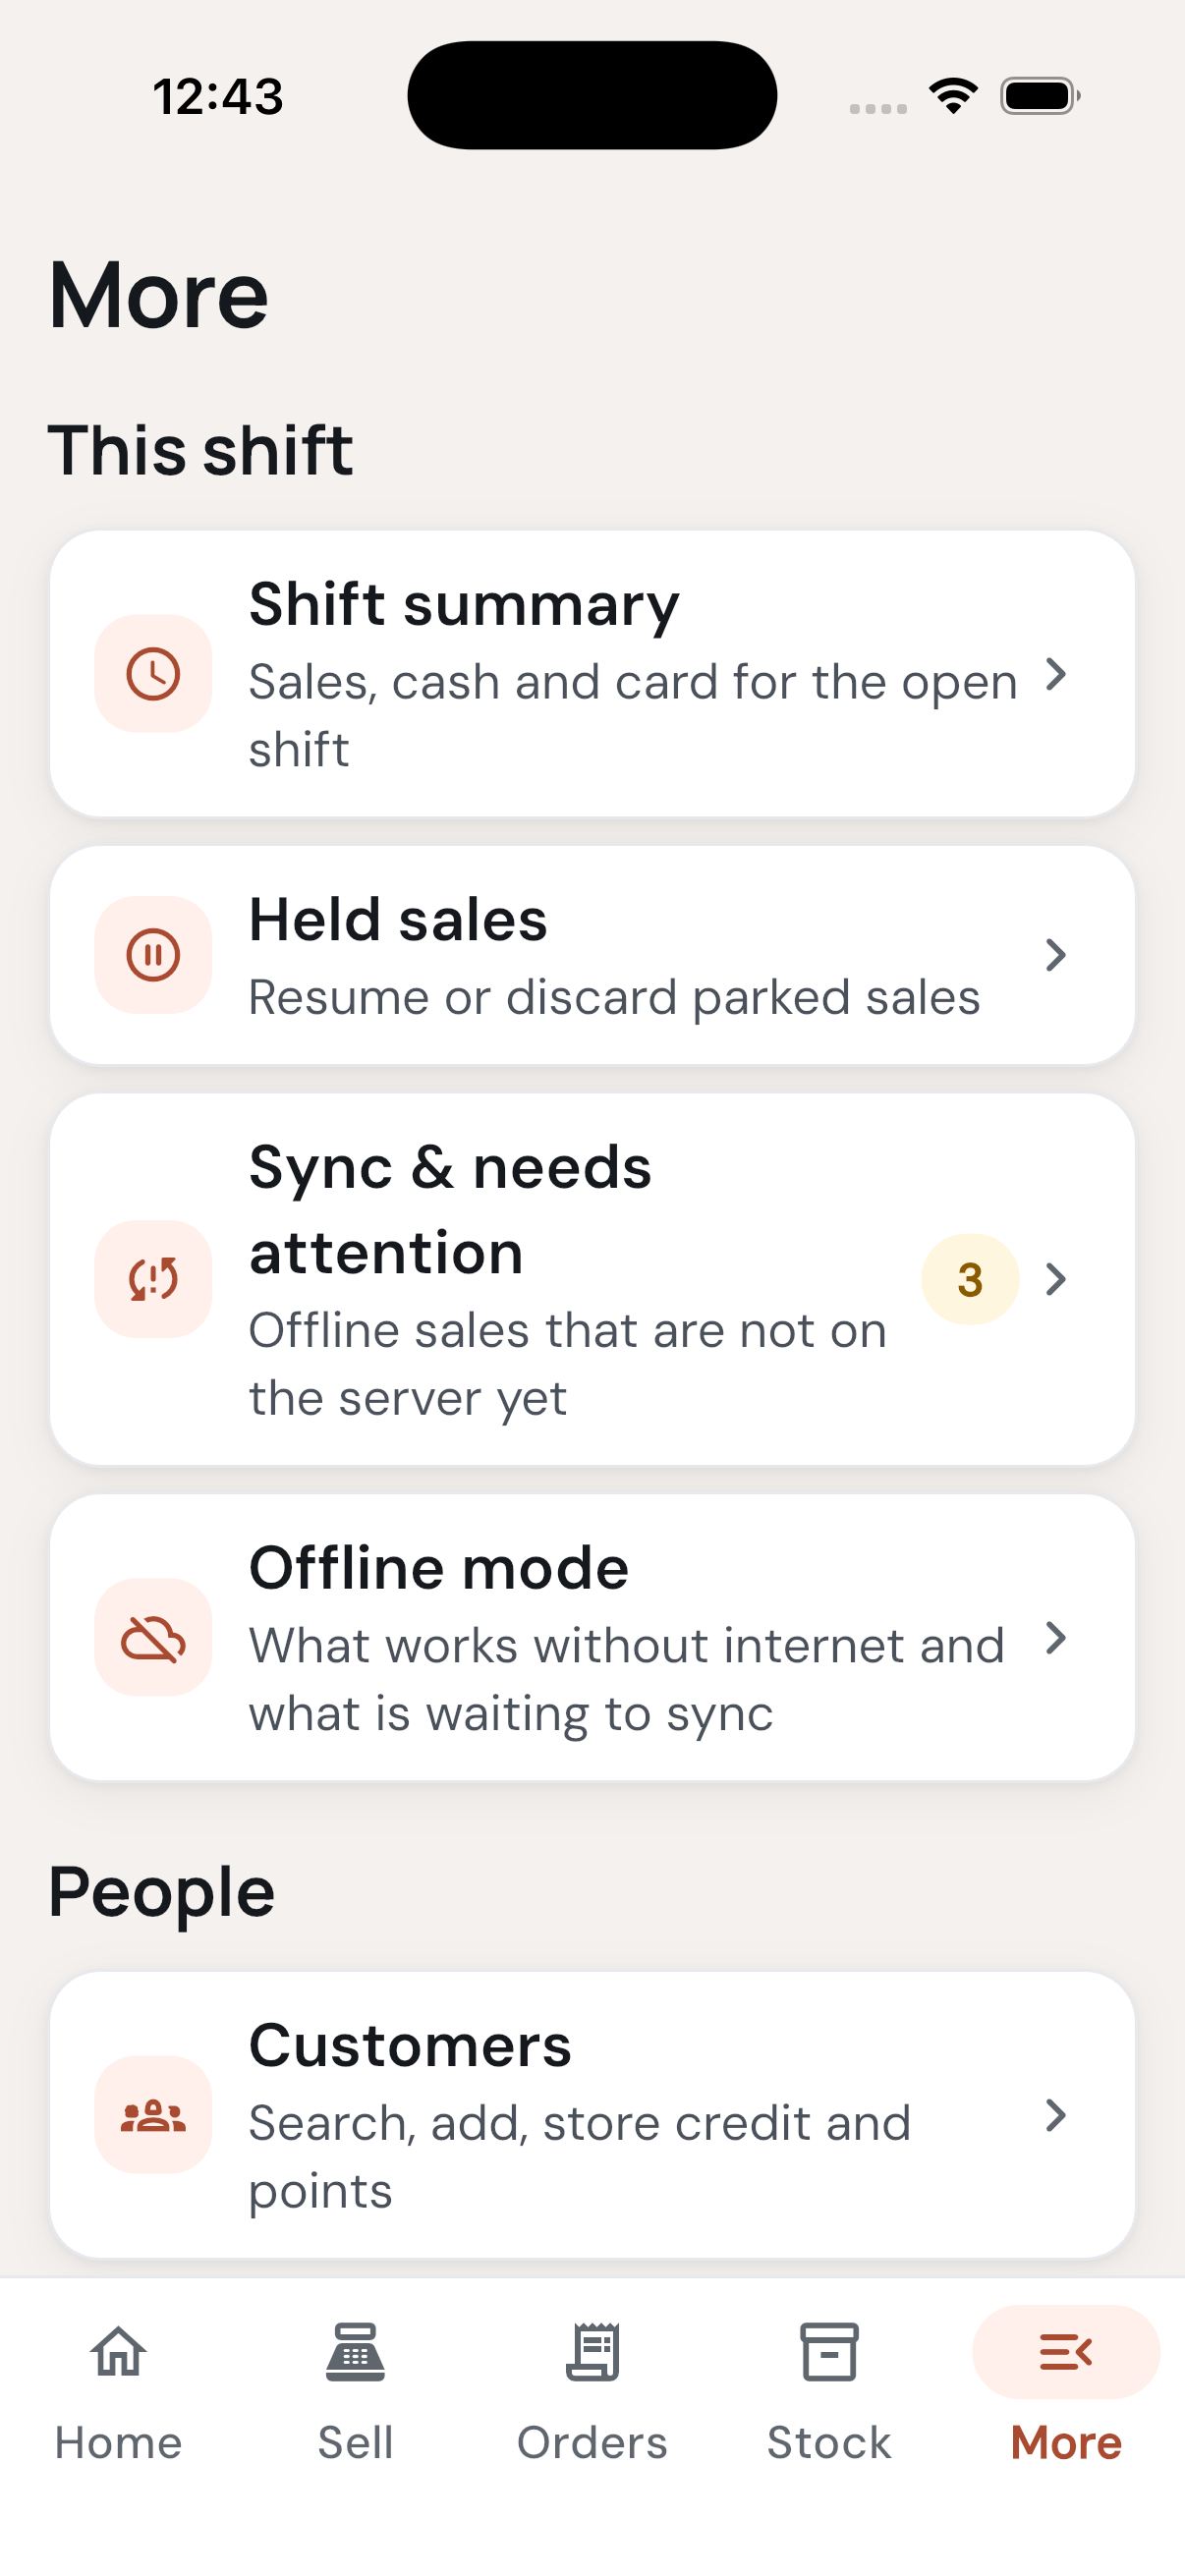 12:43
More
This shift
Shift summary
Sales, cash and card for the open
shift
Held sales
Resume or discard parked sales
Sync & needs
attention
3
Offline sales that are not on
the server yet
Offline mode
What works without internet and
what is waiting to sync
People
Customers
Search, add, store credit and
points
Home
Sell
Orders
Stock
More